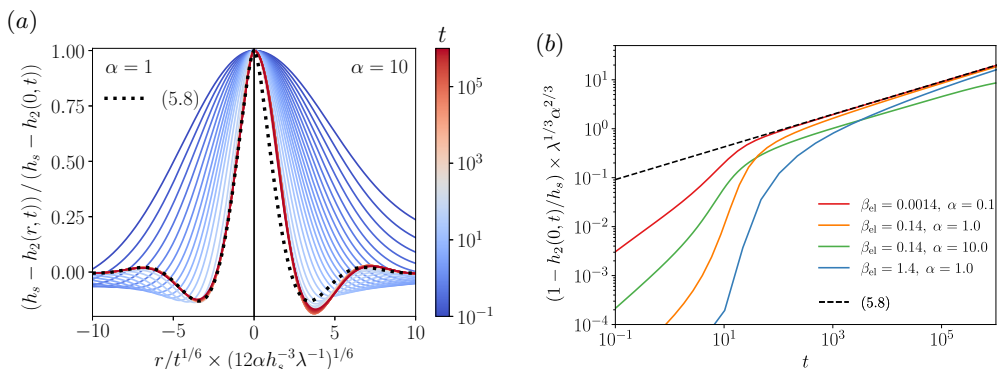 (a)
(h_s − h_2(r, t)) / (h_s − h_2(0, t))
1.00
0.75
0.50
0.25
0.00
α = 1
α = 10
(5.8)
−10
−5
0
5
10
r/t^{1/6} × (12αh_s^{−3}λ^{−1})^{1/6}
t
10^5
10^3
10^1
10^{−1}
(b)
(1 − h_2(0, t)/h_s) × λ^{1/3}α^{2/3}
10^1
10^0
10^{−1}
10^{−2}
10^{−3}
10^{−4}
β_el = 0.0014, α = 0.1
β_el = 0.14, α = 1.0
β_el = 0.14, α = 10.0
β_el = 1.4, α = 1.0
(5.8)
10^{−1}
10^1
10^3
10^5
t